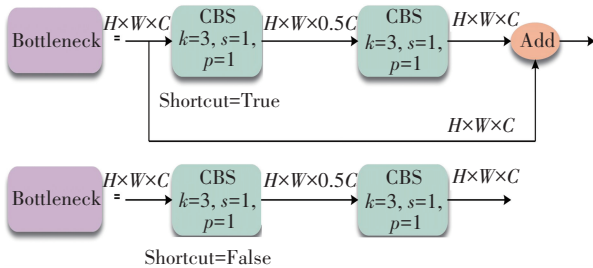 H×W×C CBS H×W×0.5C CBS H×W×C
Bottleneck = k=3, s=1, k=3, s=1, Add
p=1 p=1
Shortcut=True
H×W×C
H×W×C CBS H×W×0.5C CBS H×W×C
Bottleneck = k=3, s=1, k=3, s=1,
p=1 p=1
Shortcut=False